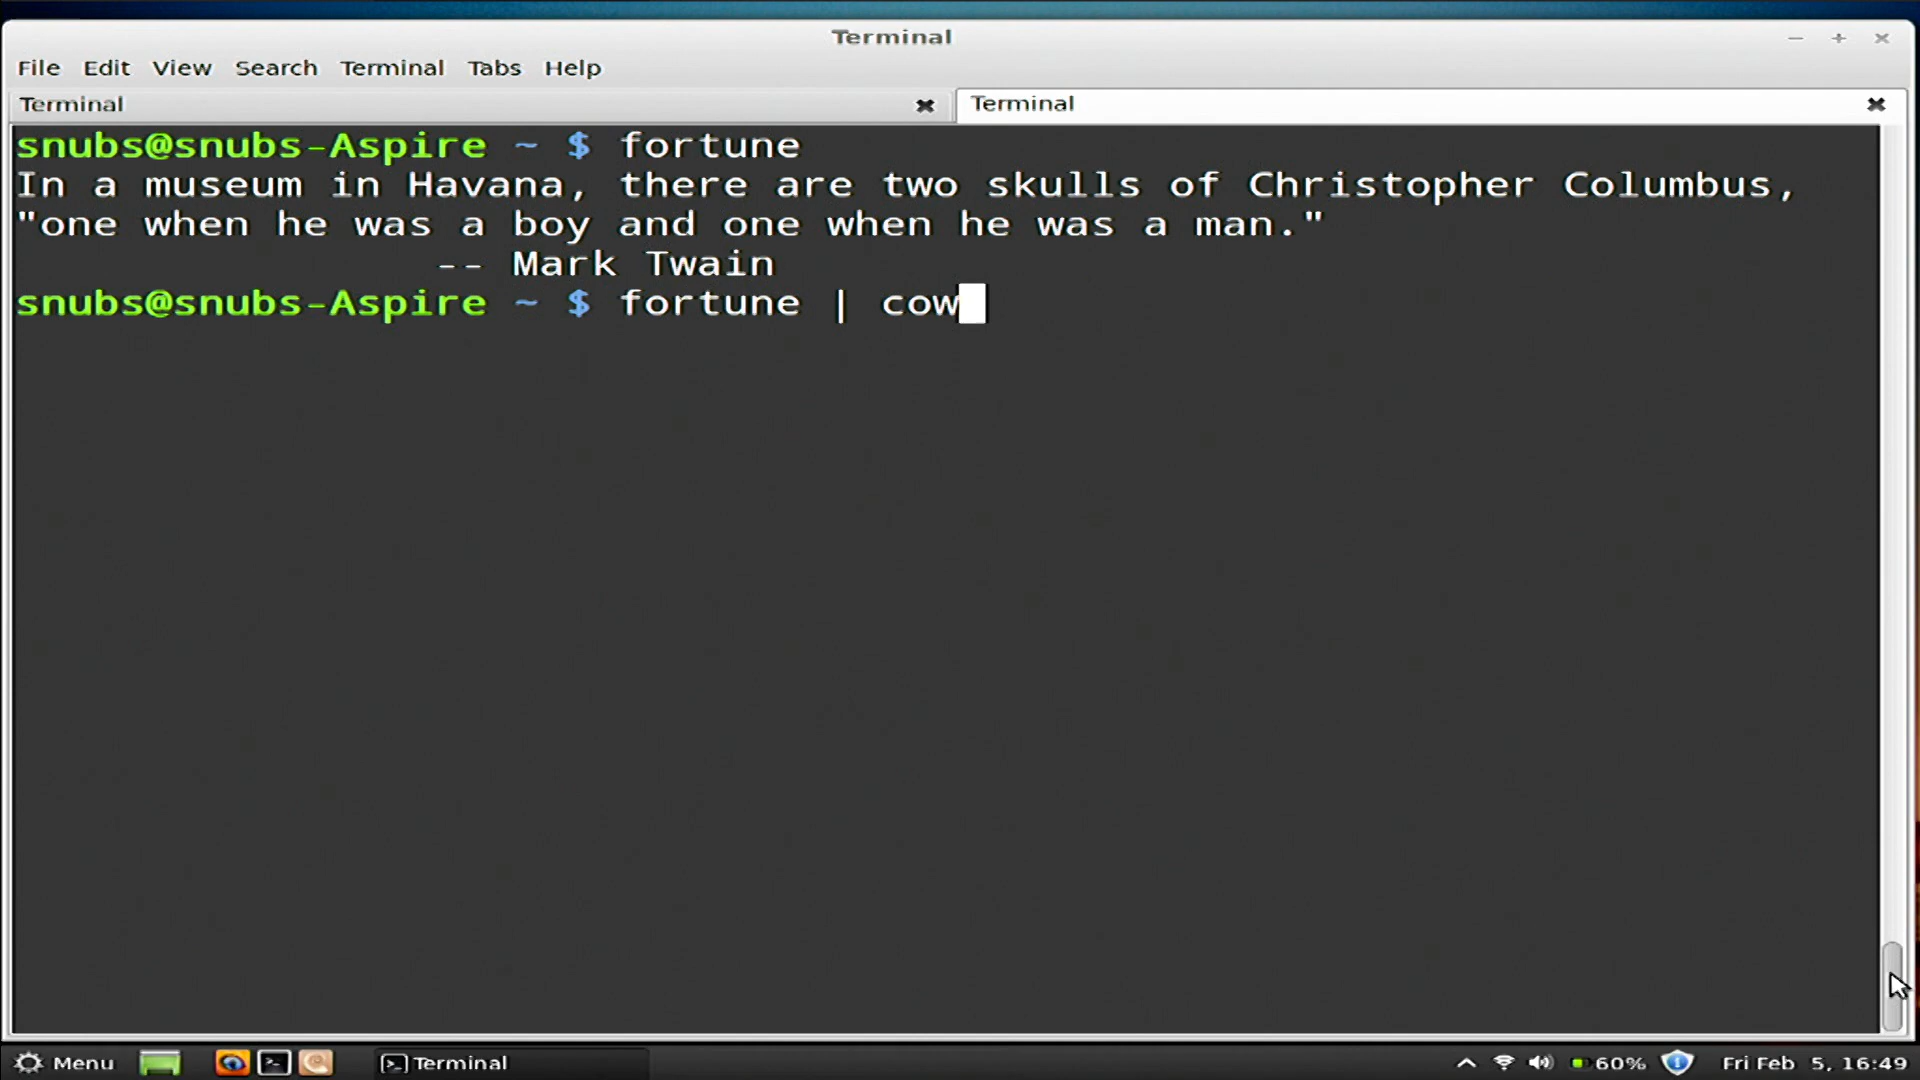 Terminal
File Edit View Search Terminal Tabs Help
Terminal Terminal
snubs@snubs-Aspire ~ $ fortune
In a museum in Havana, there are two skulls of Christopher Columbus,
"one when he was a boy and one when he was a man."
-- Mark Twain
snubs@snubs-Aspire ~ $ fortune | cow
Menu Terminal 60% Fri Feb 5, 16:49